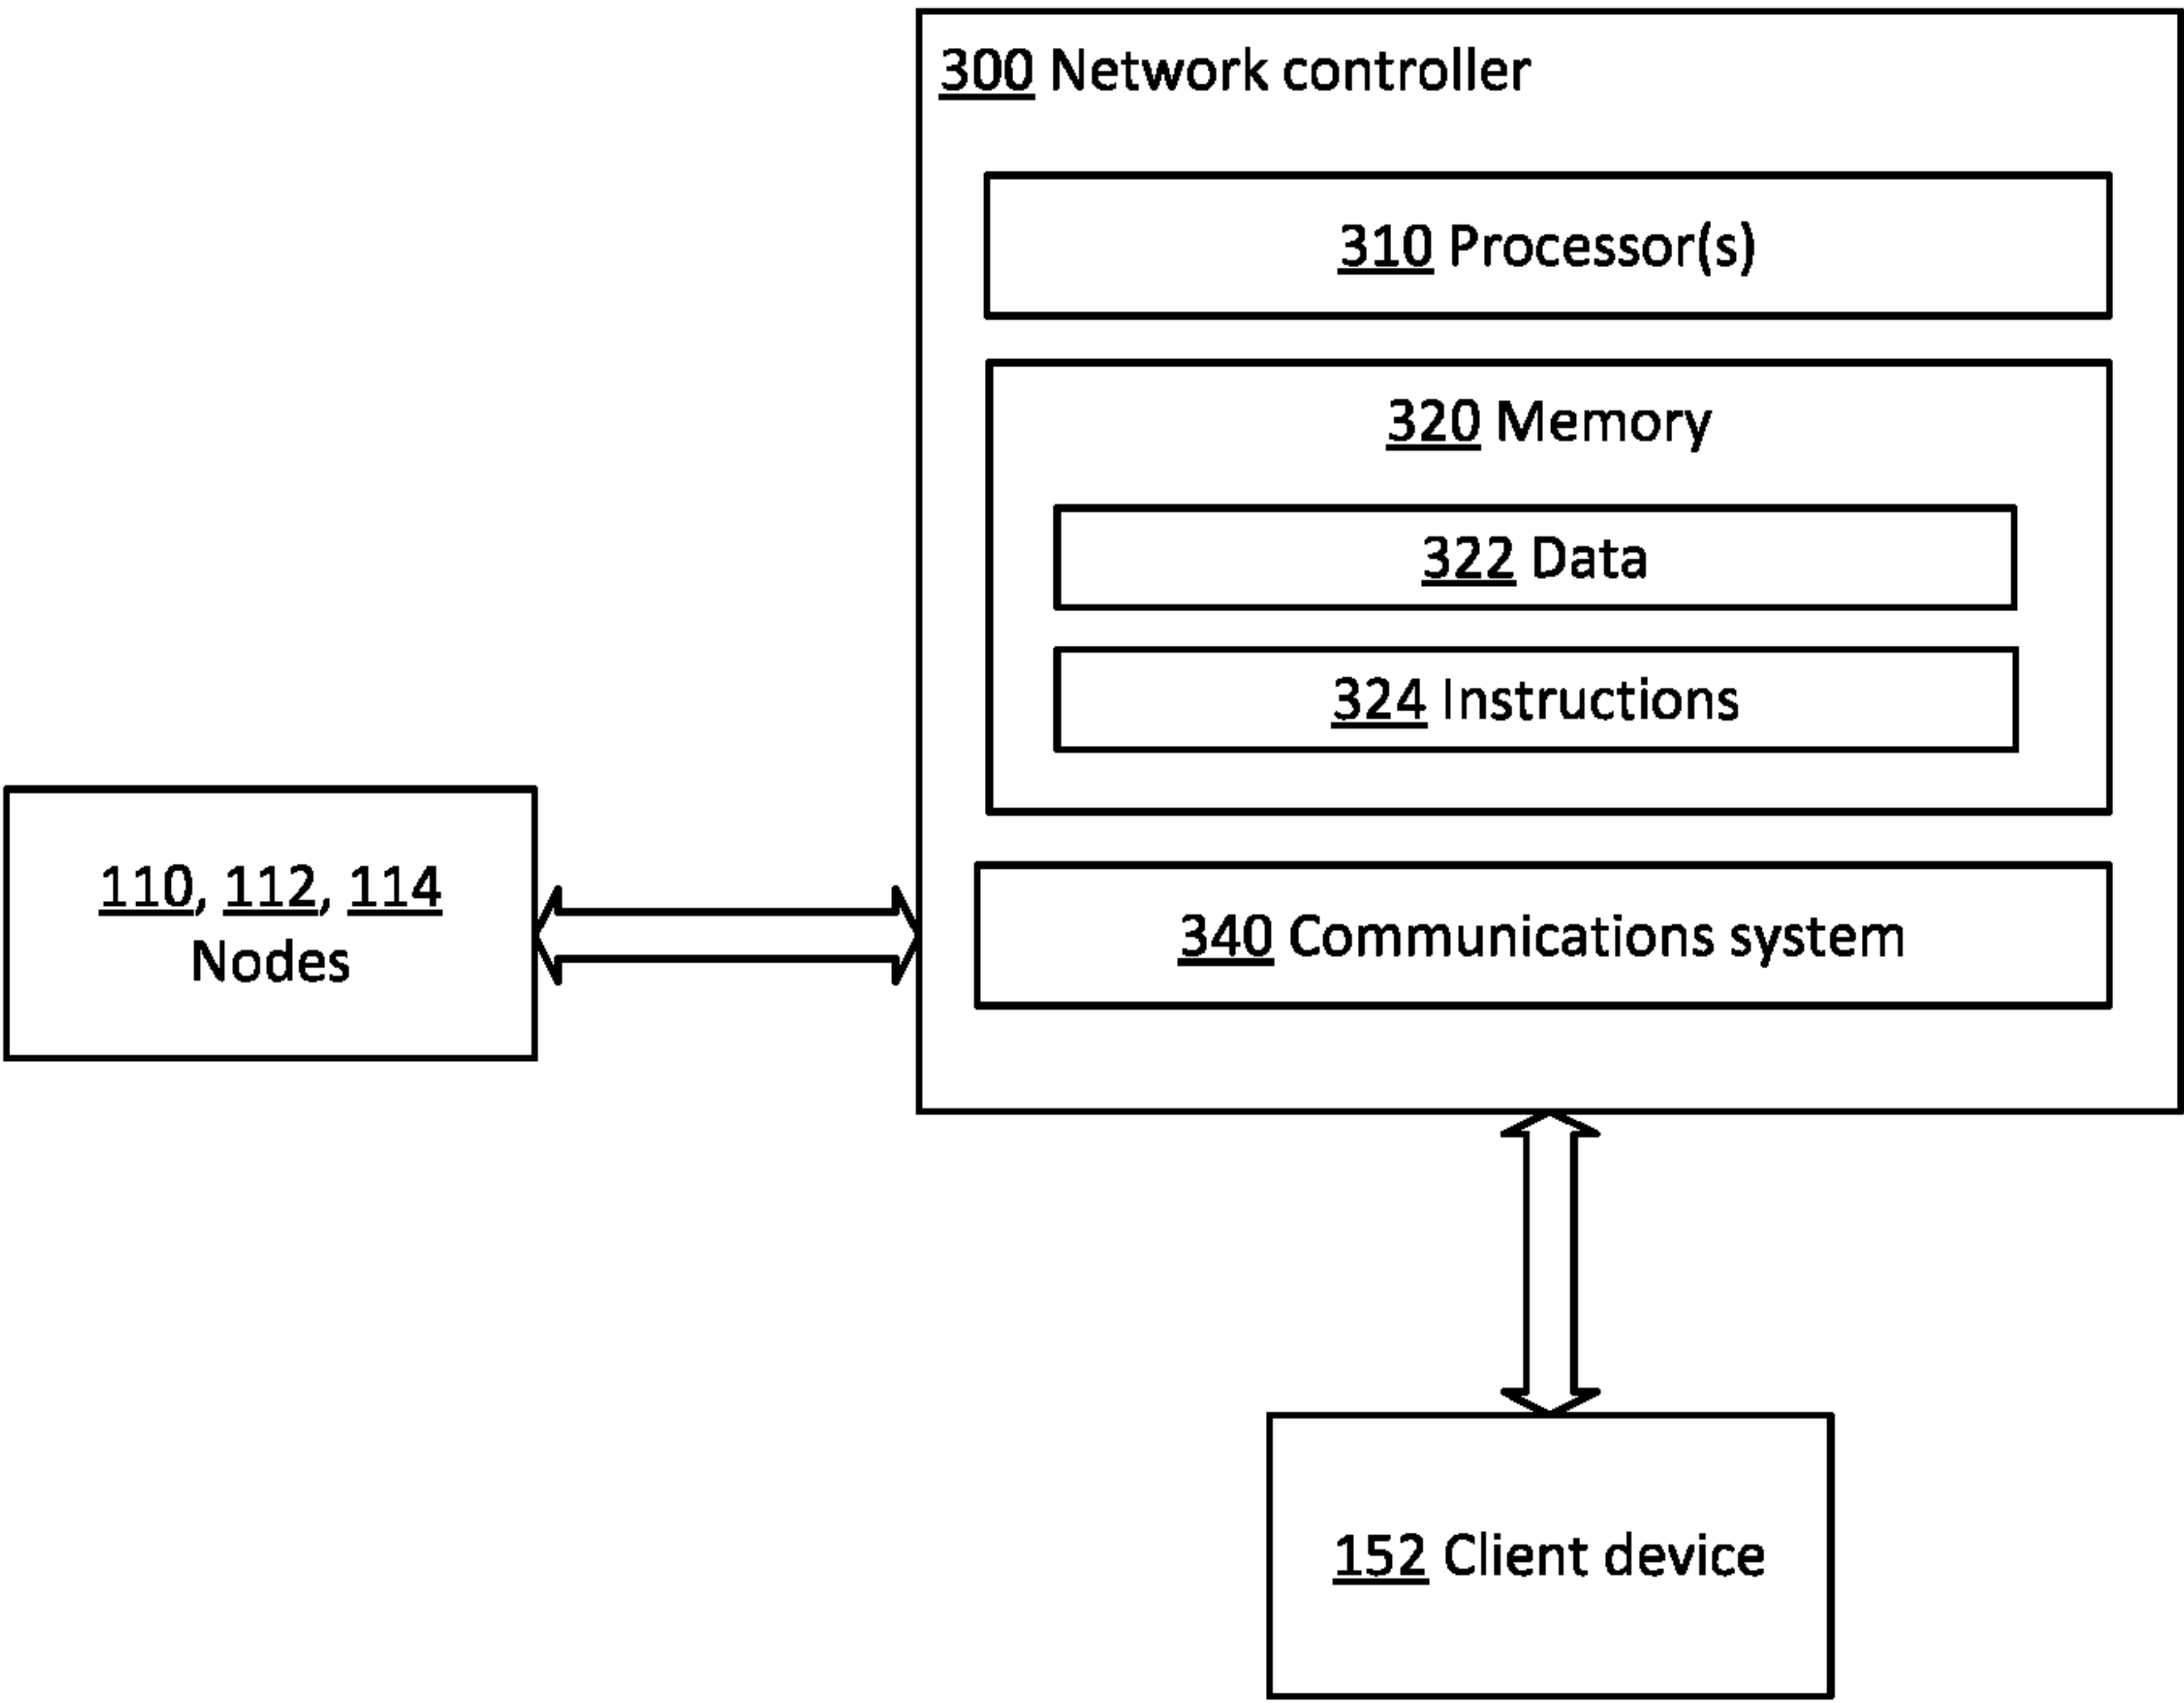 300 Network controller
310 Processor(s)
320 Memory
322 Data
324 Instructions
110, 112, 114
Nodes
340 Communications system
152 Client device